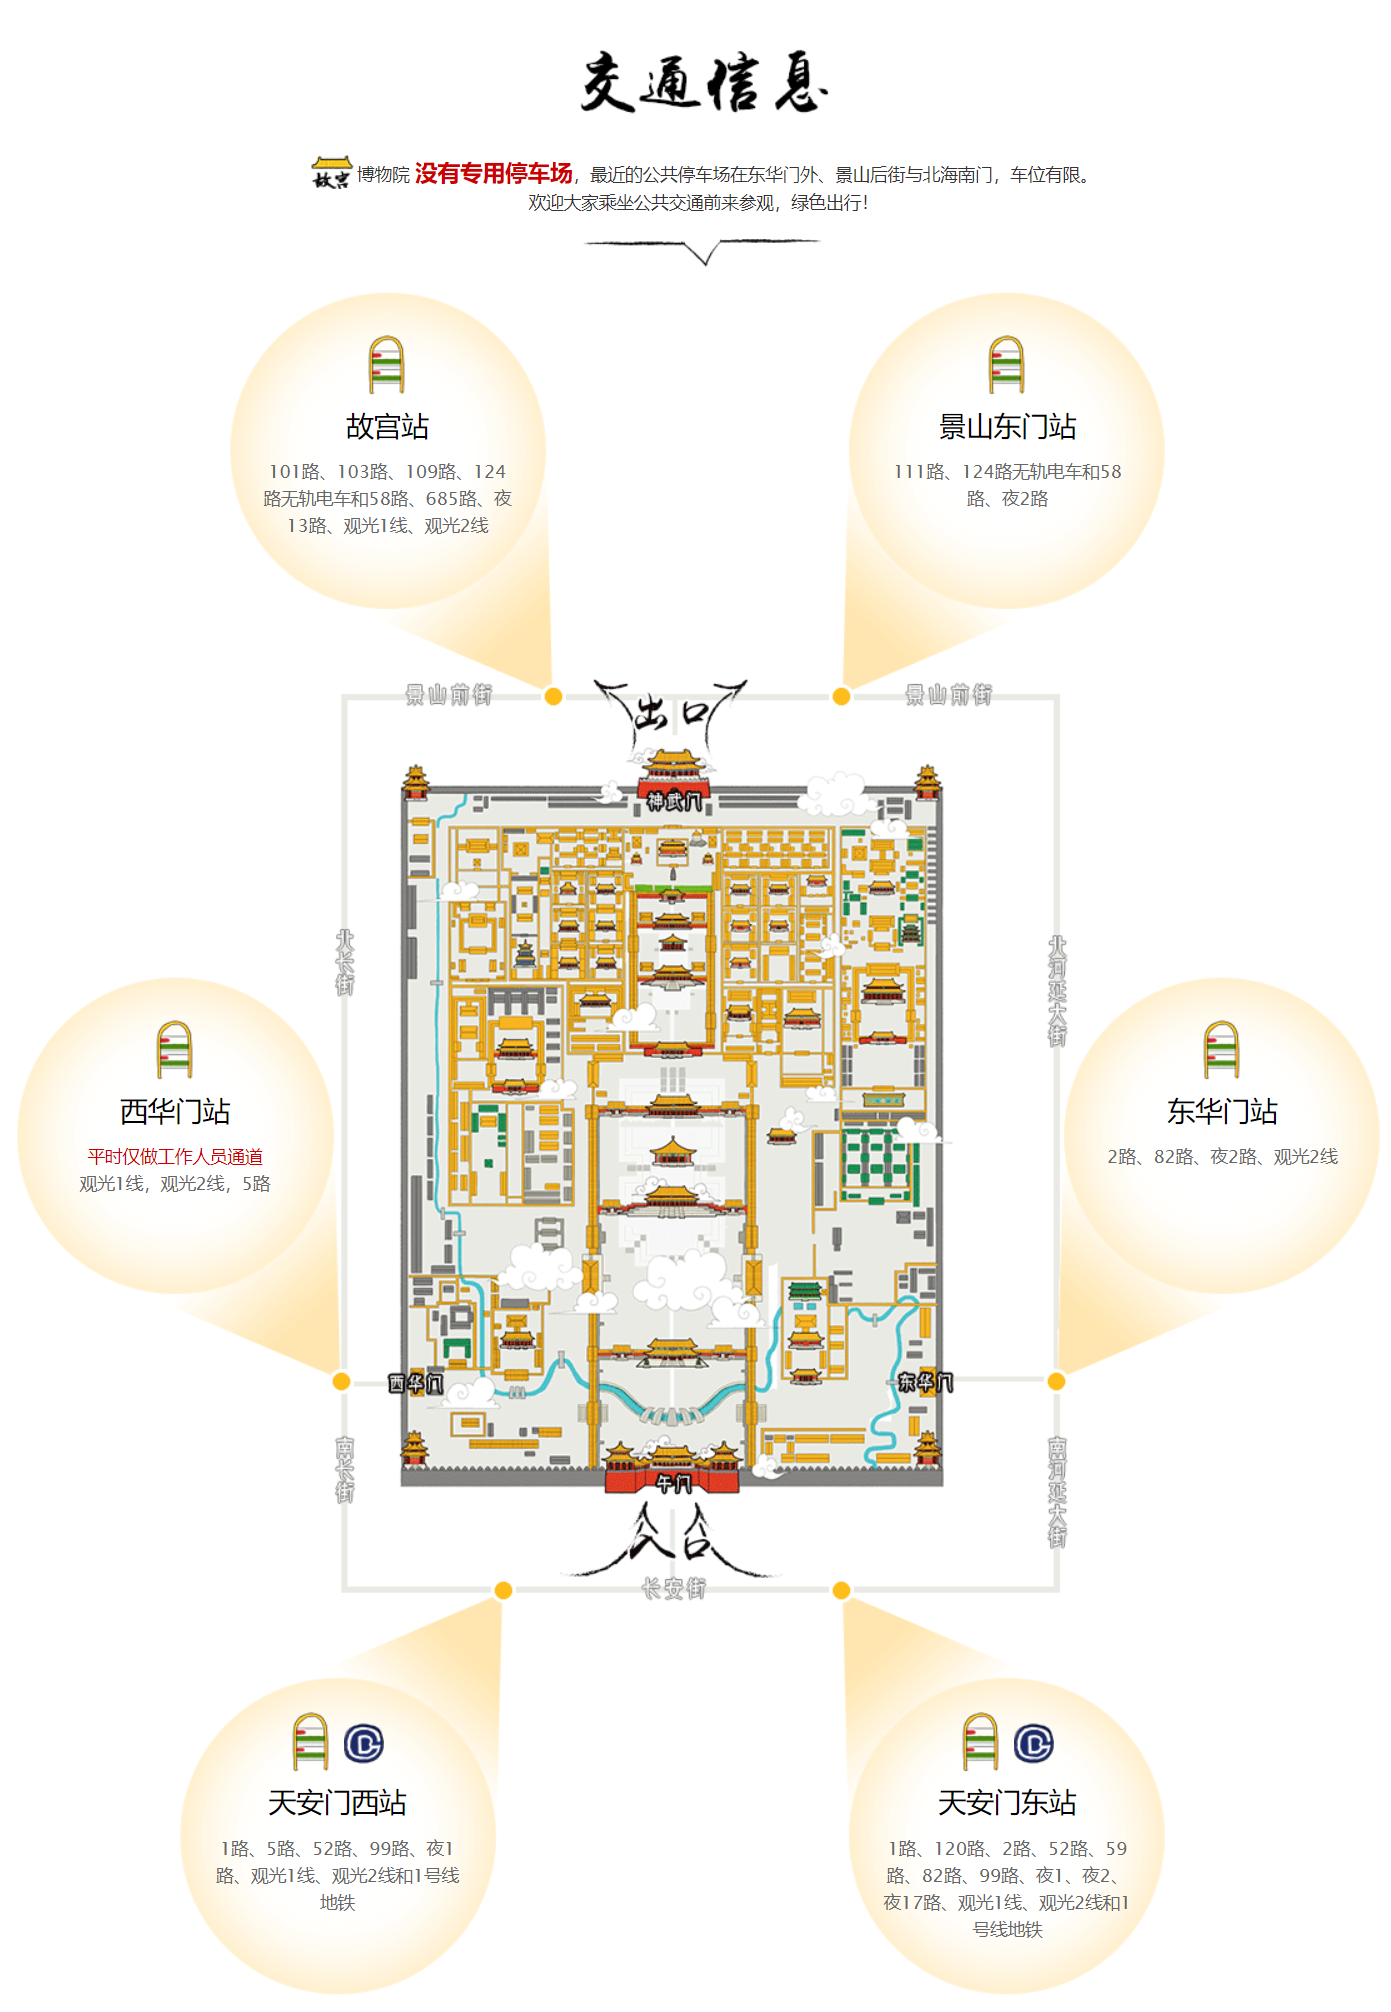 交通信息
故宫 博物院 没有专用停车场，最近的公共停车场在东华门外、景山后街与北海南门，车位有限。
欢迎大家乘坐公共交通前来参观，绿色出行！
故宫站
101路、103路、109路、124
路无轨电车和58路、685路、夜
13路、观光1线、观光2线
景山东门站
111路、124路无轨电车和58
路、夜2路
景山前街
出口
景山前街
神武门
北长街
北河延大街
西华门站
平时仅做工作人员通道
观光1线，观光2线，5路
东华门站
2路、82路、夜2路、观光2线
西华门
东华门
南长街
南河延大街
午门
入口
长安街
天安门西站
1路、5路、52路、99路、夜1
路、观光1线、观光2线和1号线
地铁
天安门东站
1路、120路、2路、52路、59
路、82路、99路、夜1、夜2、
夜17路、观光1线、观光2线和1
号线地铁